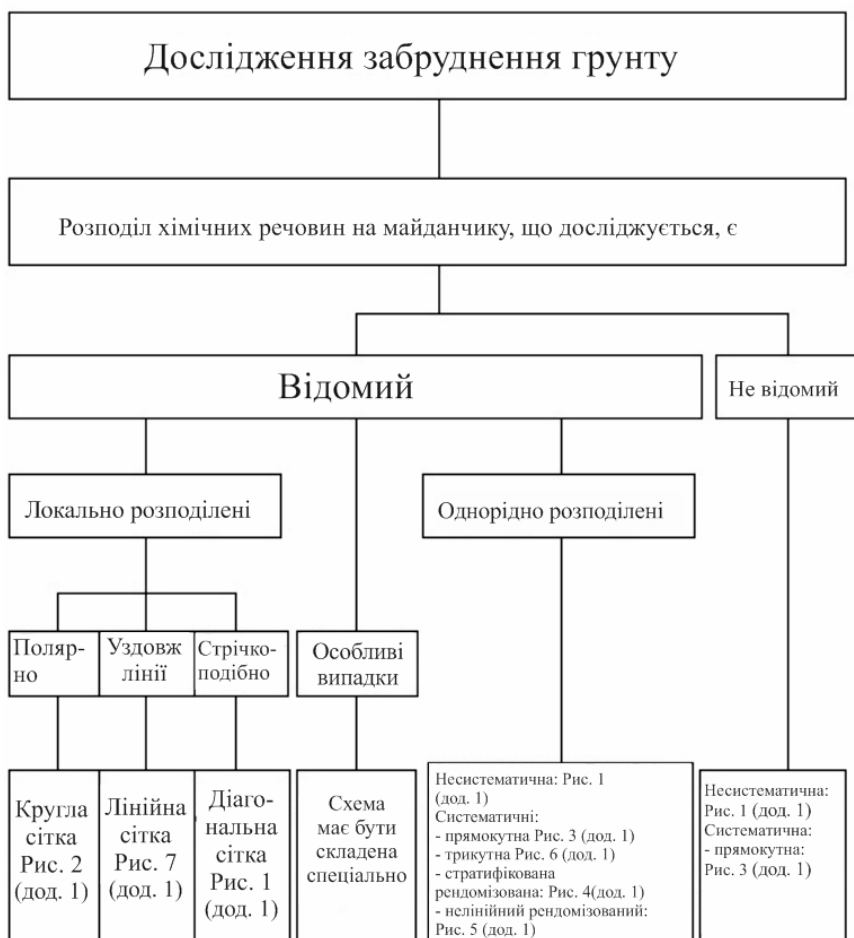 Дослідження забруднення грунту
Розподіл хімічних речовин на майданчику, що досліджується, є
Відомий
Не відомий
Локально розподілені
Однорідно розподілені
Поляр-
но
Уздовж
лінії
Стрічко-
подібно
Особливі
випадки
Кругла
сітка
Рис. 2
(дод. 1)
Лінійна
сітка
Рис. 7
(дод. 1)
Діаго-
нальна
сітка
Рис. 1
(дод. 1)
Схема
має бути
складена
спеціально
Несистематична: Рис. 1
(дод. 1)
Систематичні:
- прямокутна Рис. 3 (дод. 1)
- трикутна Рис. 6 (дод. 1)
- стратифікована
рендомізована: Рис. 4(дод. 1)
- нелінійний рендомізований:
Рис. 5 (дод. 1)
Несистематична:
Рис. 1 (дод. 1)
Систематична:
- прямокутна:
Рис. 3 (дод. 1)